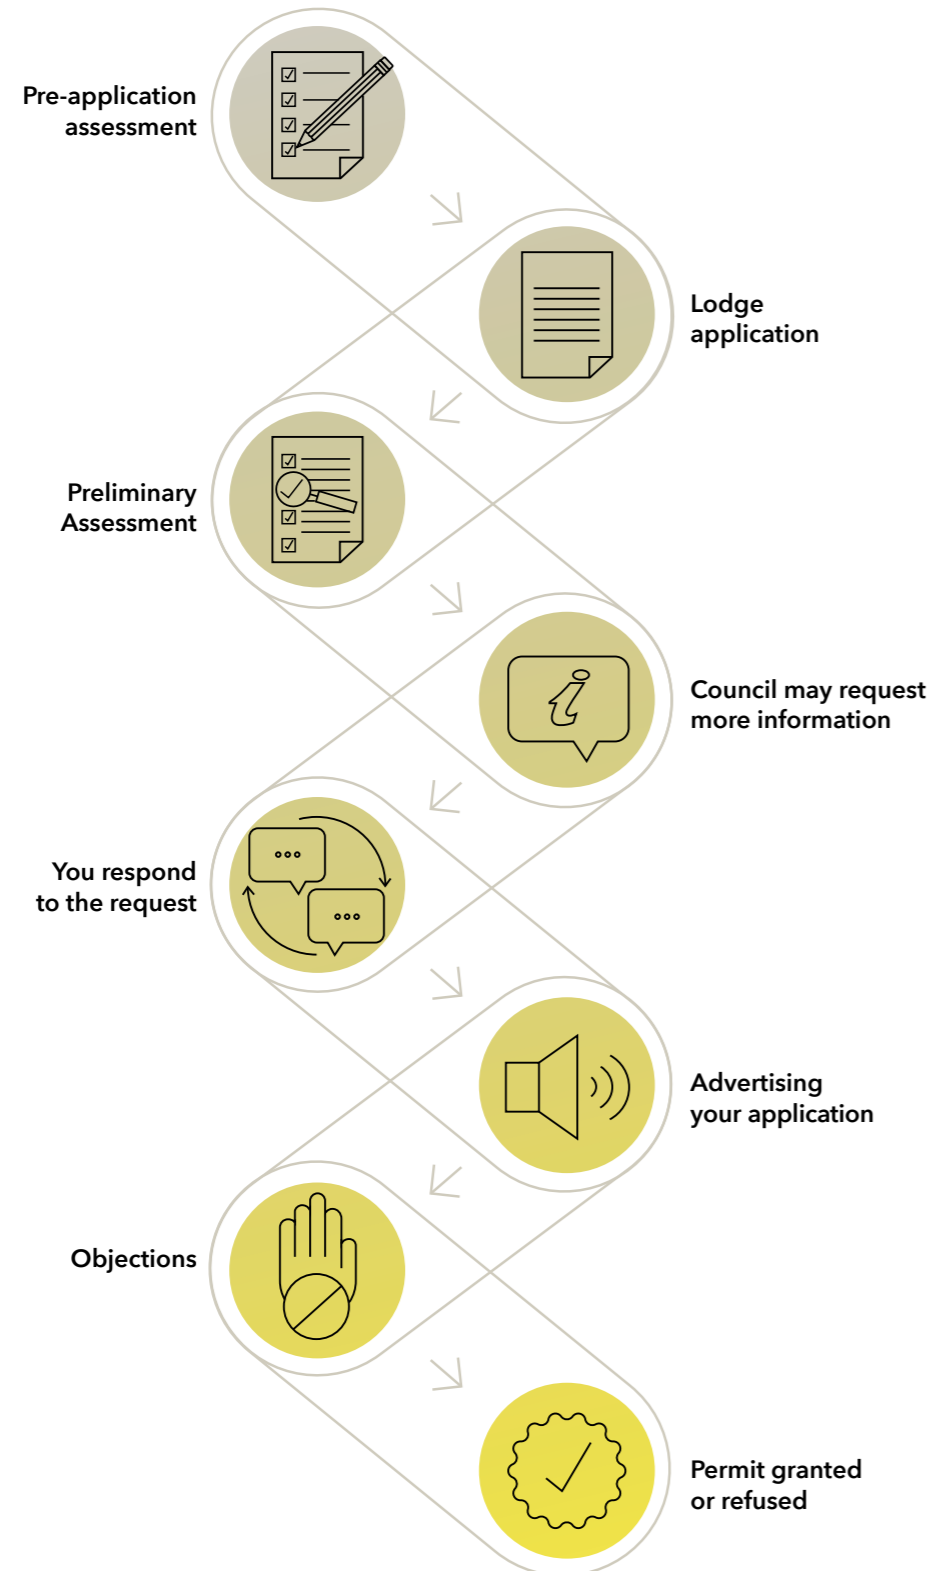 Pre-application
assessment
Lodge
application
Preliminary
Assessment
Council may request
more information
You respond
to the request
Advertising
your application
Objections
Permit granted
or refused